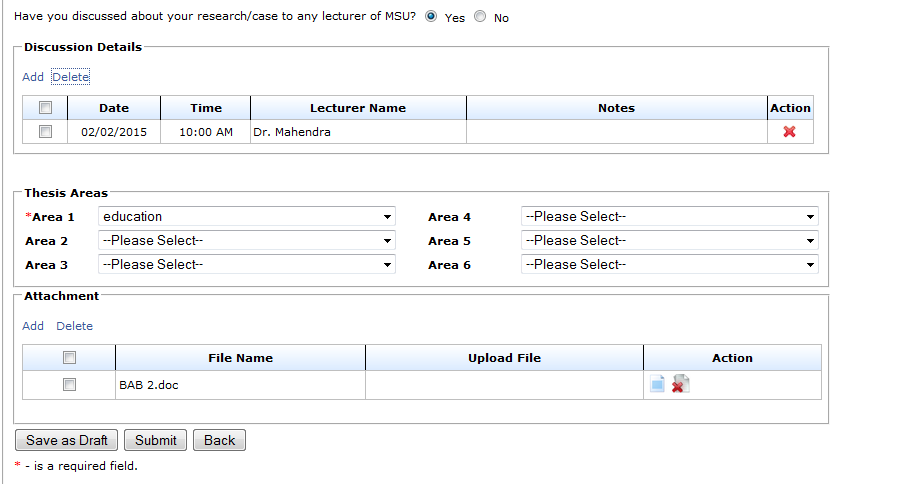 Have you discussed about your research/case to any lecturer of MSU? Yes No
Discussion Details
Add Delete
Date Time Lecturer Name Notes Action
02/02/2015 10:00 AM Dr. Mahendra
Thesis Areas
*Area 1 education Area 4 --Please Select--
Area 2 --Please Select-- Area 5 --Please Select--
Area 3 --Please Select-- Area 6 --Please Select--
Attachment
Add Delete
File Name Upload File Action
BAB 2.doc
Save as Draft Submit Back
* - is a required field.